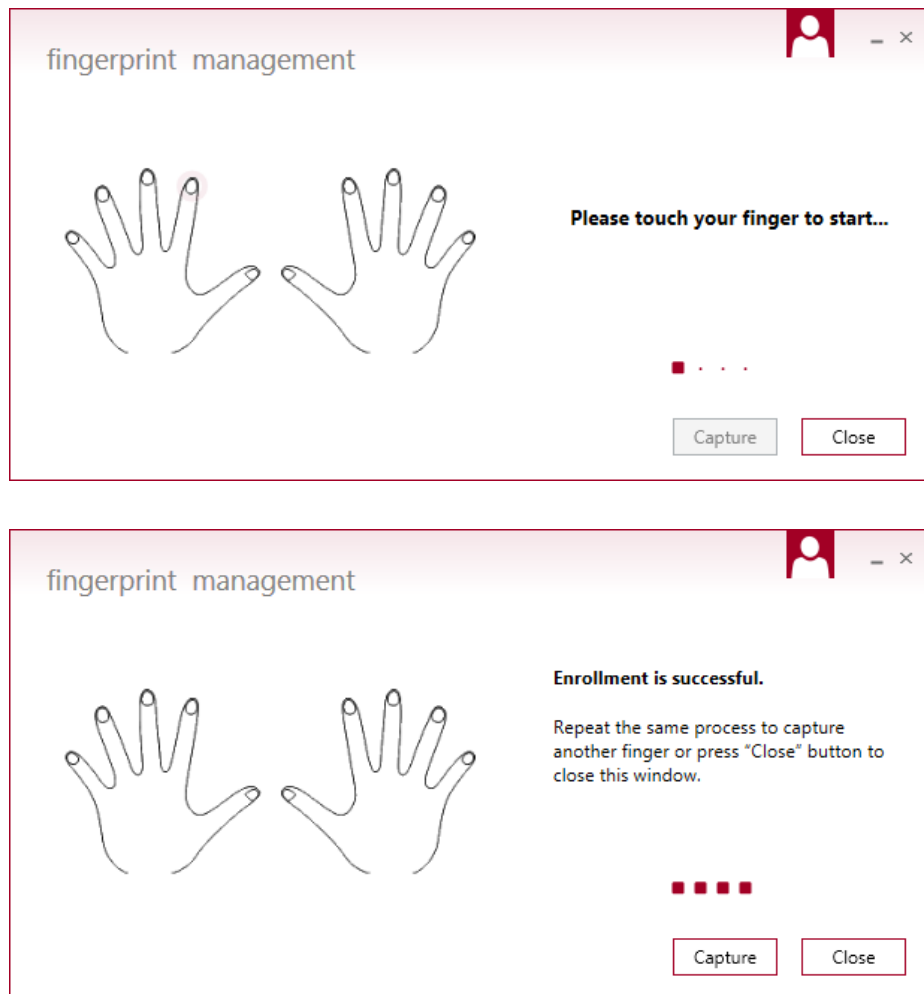 fingerprint management
Please touch your finger to start...
Capture
Close
fingerprint management
Enrollment is successful.
Repeat the same process to capture
another finger or press “Close” button to
close this window.
Capture
Close